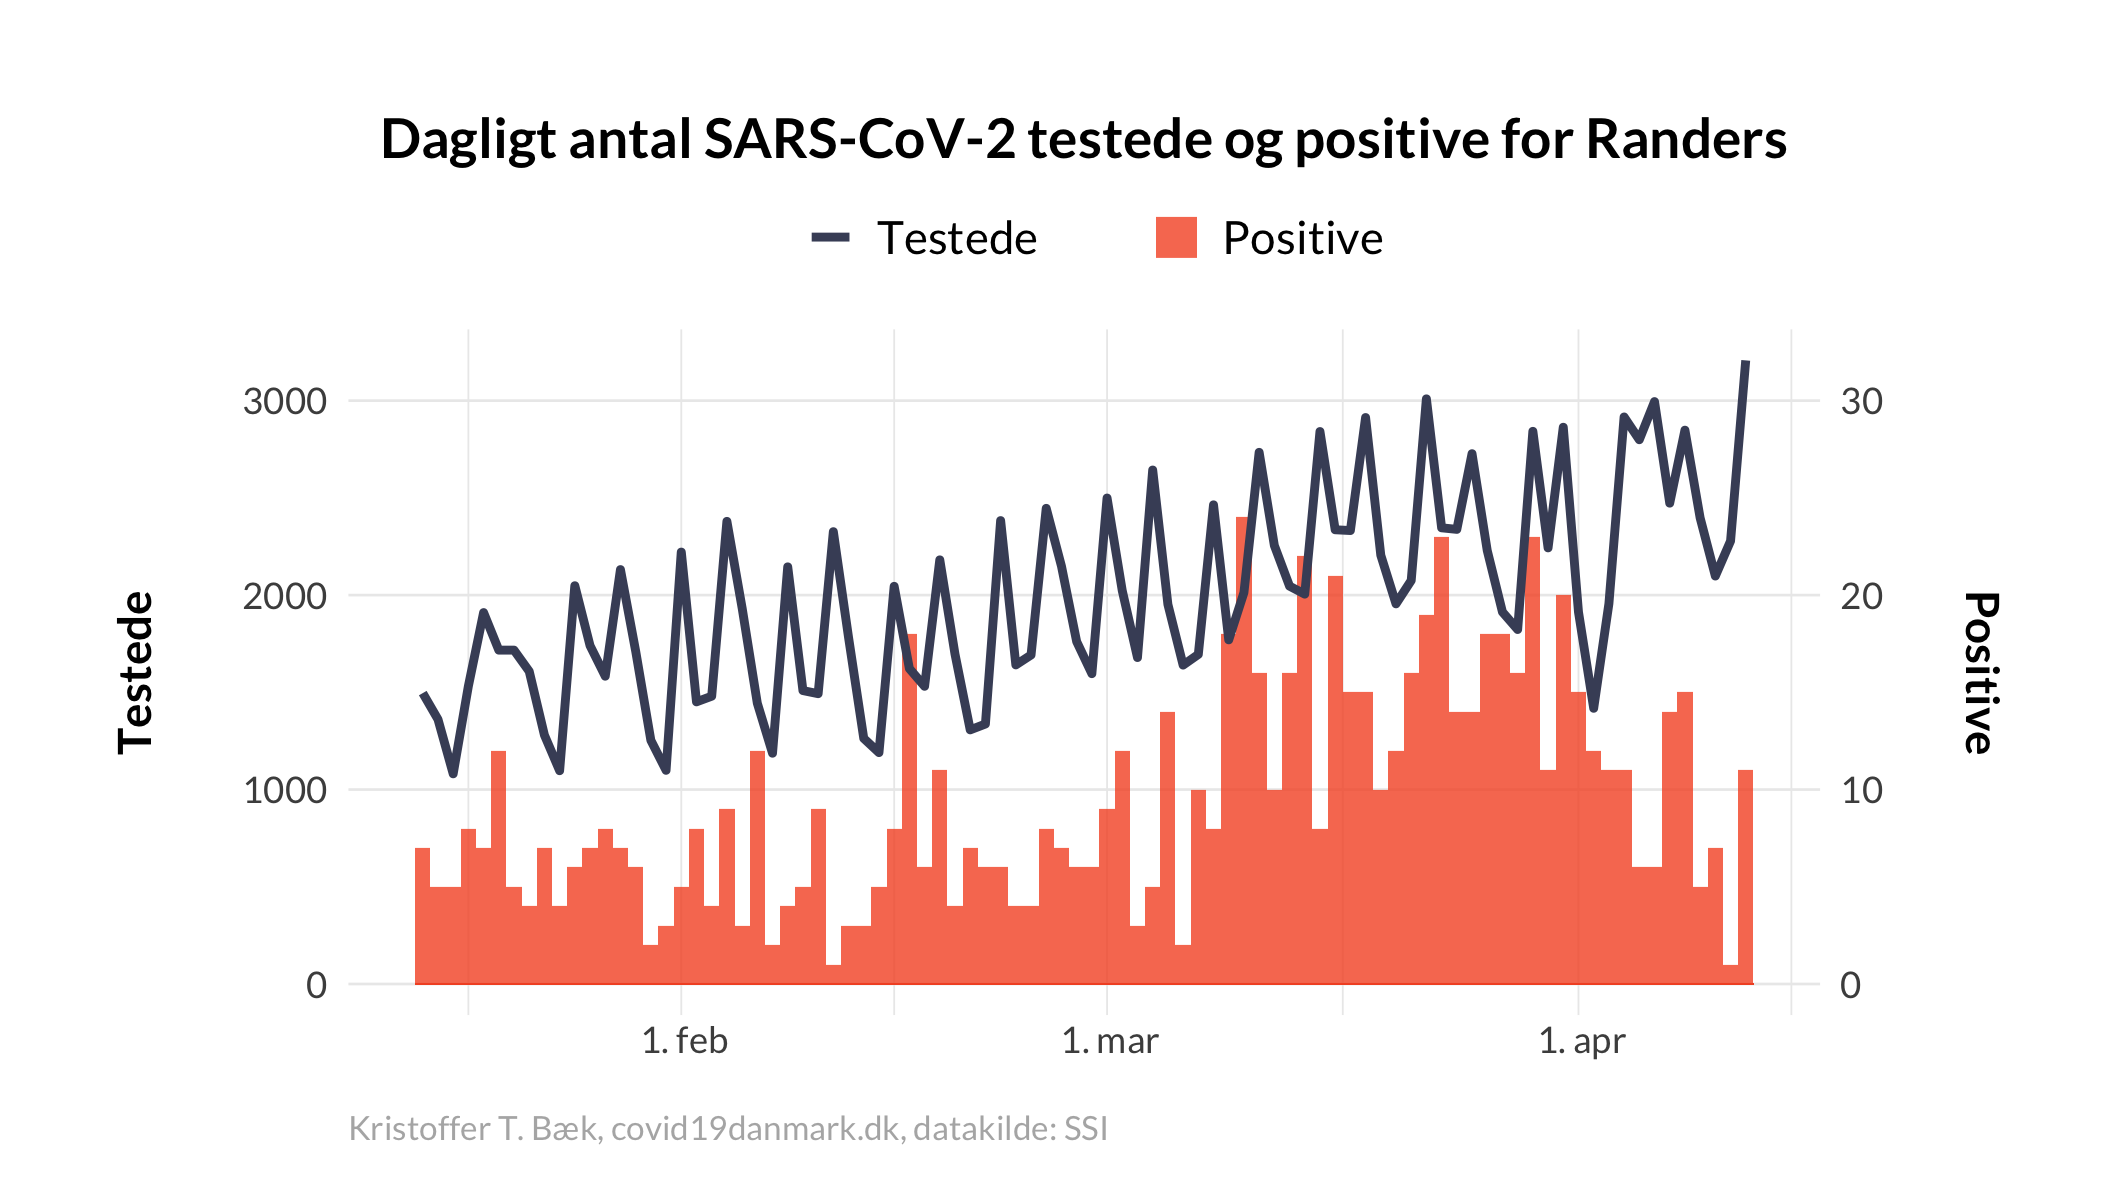 Dagligt antal SARS-CoV-2 testede og positive for Randers
Testede
Positive
3000
2000
1000
0
Testede
30
20
10
0
Positive
1. feb
1. mar
1. apr
Kristoffer T. Bæk, covid19danmark.dk, datakilde: SSI